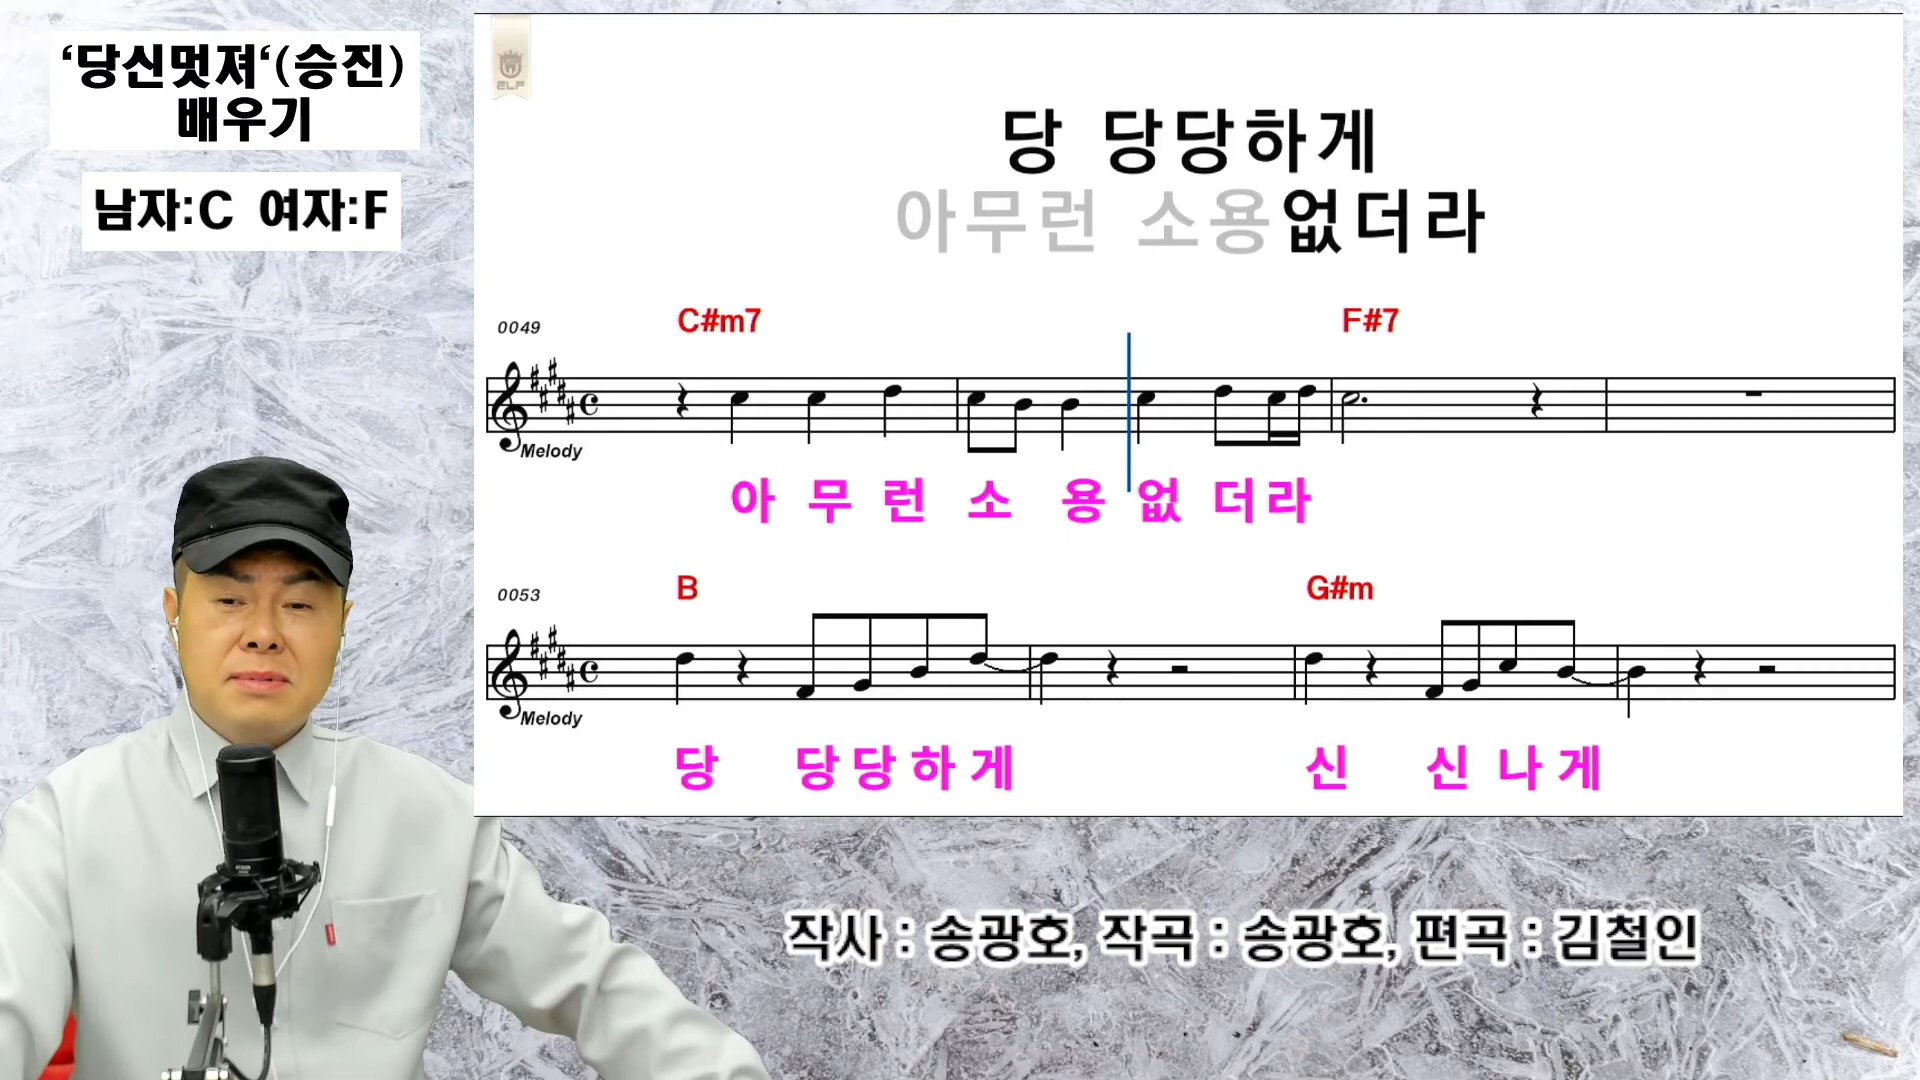 ‘당신멋져‘(승진)
배우기
남자:C 여자:F
ELF
당 당당하게
아무런 소용없더라
C#m7 F#7
0049
Melody
아 무 런 소 용 없 더 라
B G#m
0053
Melody
당 당 당 하 게 신 신 나 게
작사 : 송광호, 작곡 : 송광호, 편곡 : 김철인